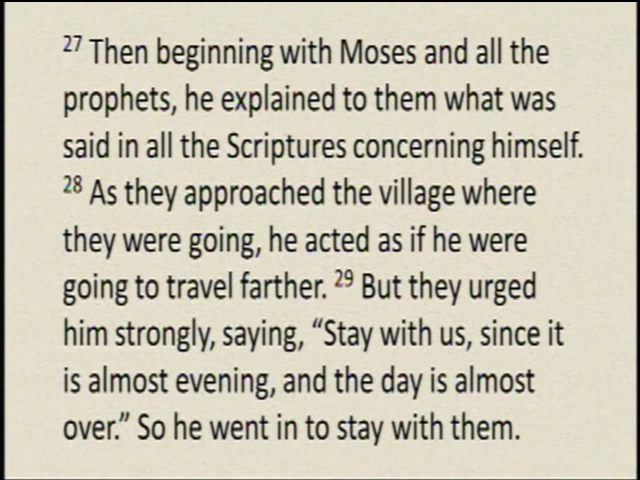 27 Then beginning with Moses and all the
prophets, he explained to them what was
said in all the Scriptures concerning himself.
28 As they approached the village where
they were going, he acted as if he were
going to travel farther. 29 But they urged
him strongly, saying, “Stay with us, since it
is almost evening, and the day is almost
over.” So he went in to stay with them.